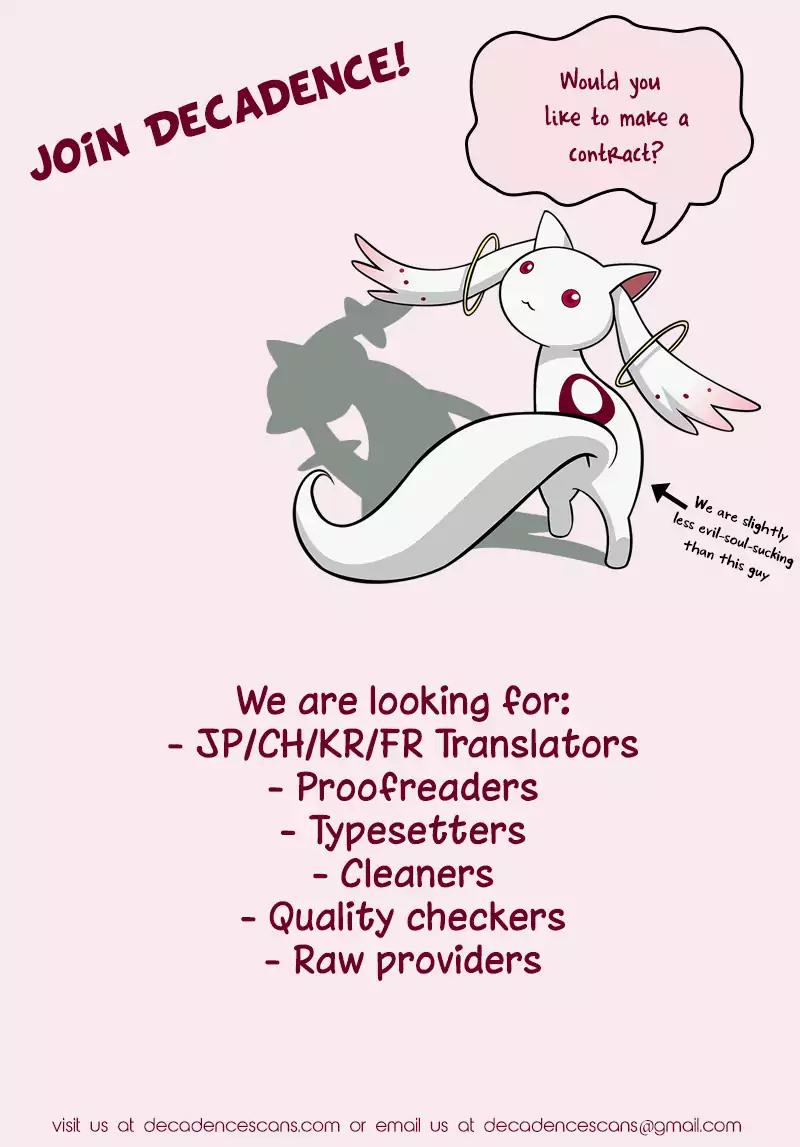 JOiN DECADENCE!
Would you
like to make a
contract?
We are slightly
less evil-soul-sucking
than this guy
We are looking for:
- JP/CH/KR/FR Translators
- Proofreaders
- Typesetters
- Cleaners
- Quality checkers
- Raw providers
visit us at decadencescans.com or email us at decadencescans@gmail.com